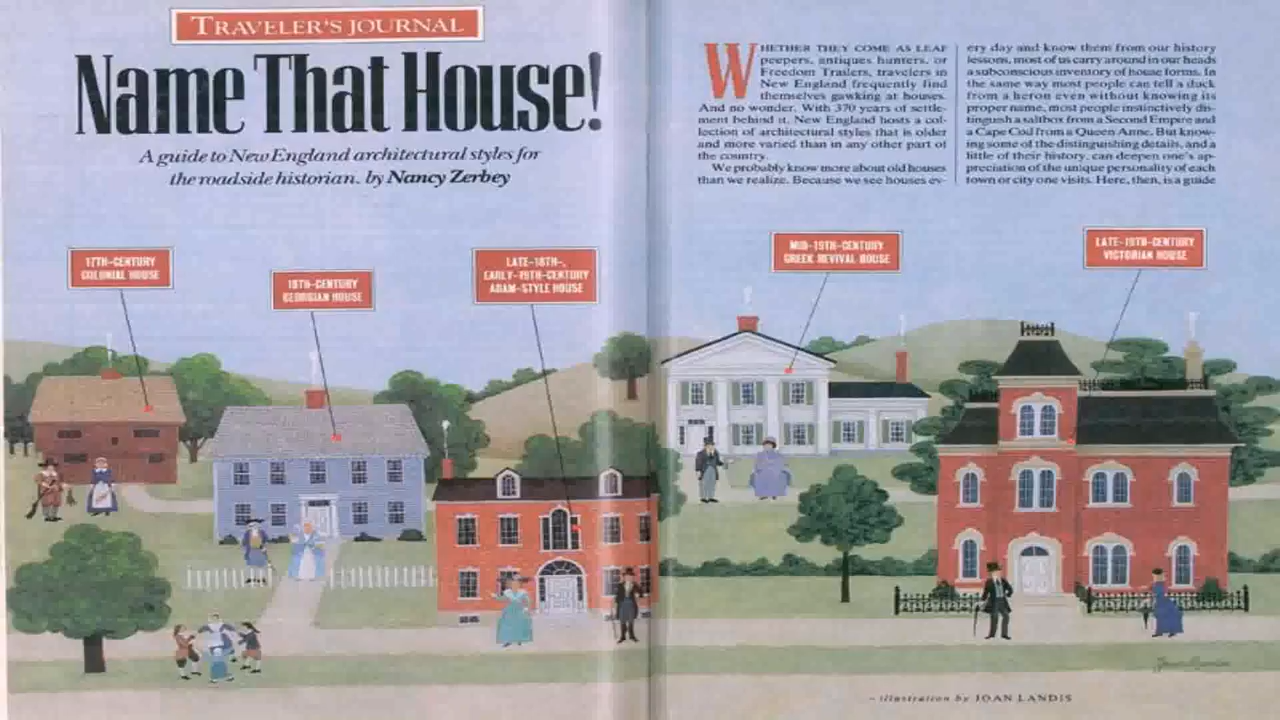 TRAVELER'S JOURNAL
Name That House!
A guide to New England architectural styles for
the roadside historian. by Nancy Zerbey
WHETHER THEY COME AS LEAF
peepers, antiques hunters, or
Freedom Trailers, travelers in
New England frequently find
themselves gawking at houses.
And no wonder. With 370 years of settle-
ment behind it, New England hosts a col-
lection of architectural styles that is older
and more varied than in any other part of
the country.
We probably know more about old houses
than we realize. Because we see houses ev-
ery day and know them from our history
lessons, most of us carry around in our heads
a subconscious inventory of house forms. In
the same way most people can tell a duck
from a heron even without knowing its
proper name, most people instinctively dis-
tinguish a saltbox from a Second Empire and
a Cape Cod from a Queen Anne. But know-
ing some of the distinguishing details, and a
little of their history, can deepen one's ap-
preciation of the unique personality of each
town or city one visits. Here, then, is a guide
17TH-CENTURY
COLONIAL HOUSE
18TH-CENTURY
GEORGIAN HOUSE
LATE-18TH-,
EARLY-19TH-CENTURY
ADAM-STYLE HOUSE
MID-19TH-CENTURY
GREEK REVIVAL HOUSE
LATE-19TH-CENTURY
VICTORIAN HOUSE
– illustration by JOAN LANDIS